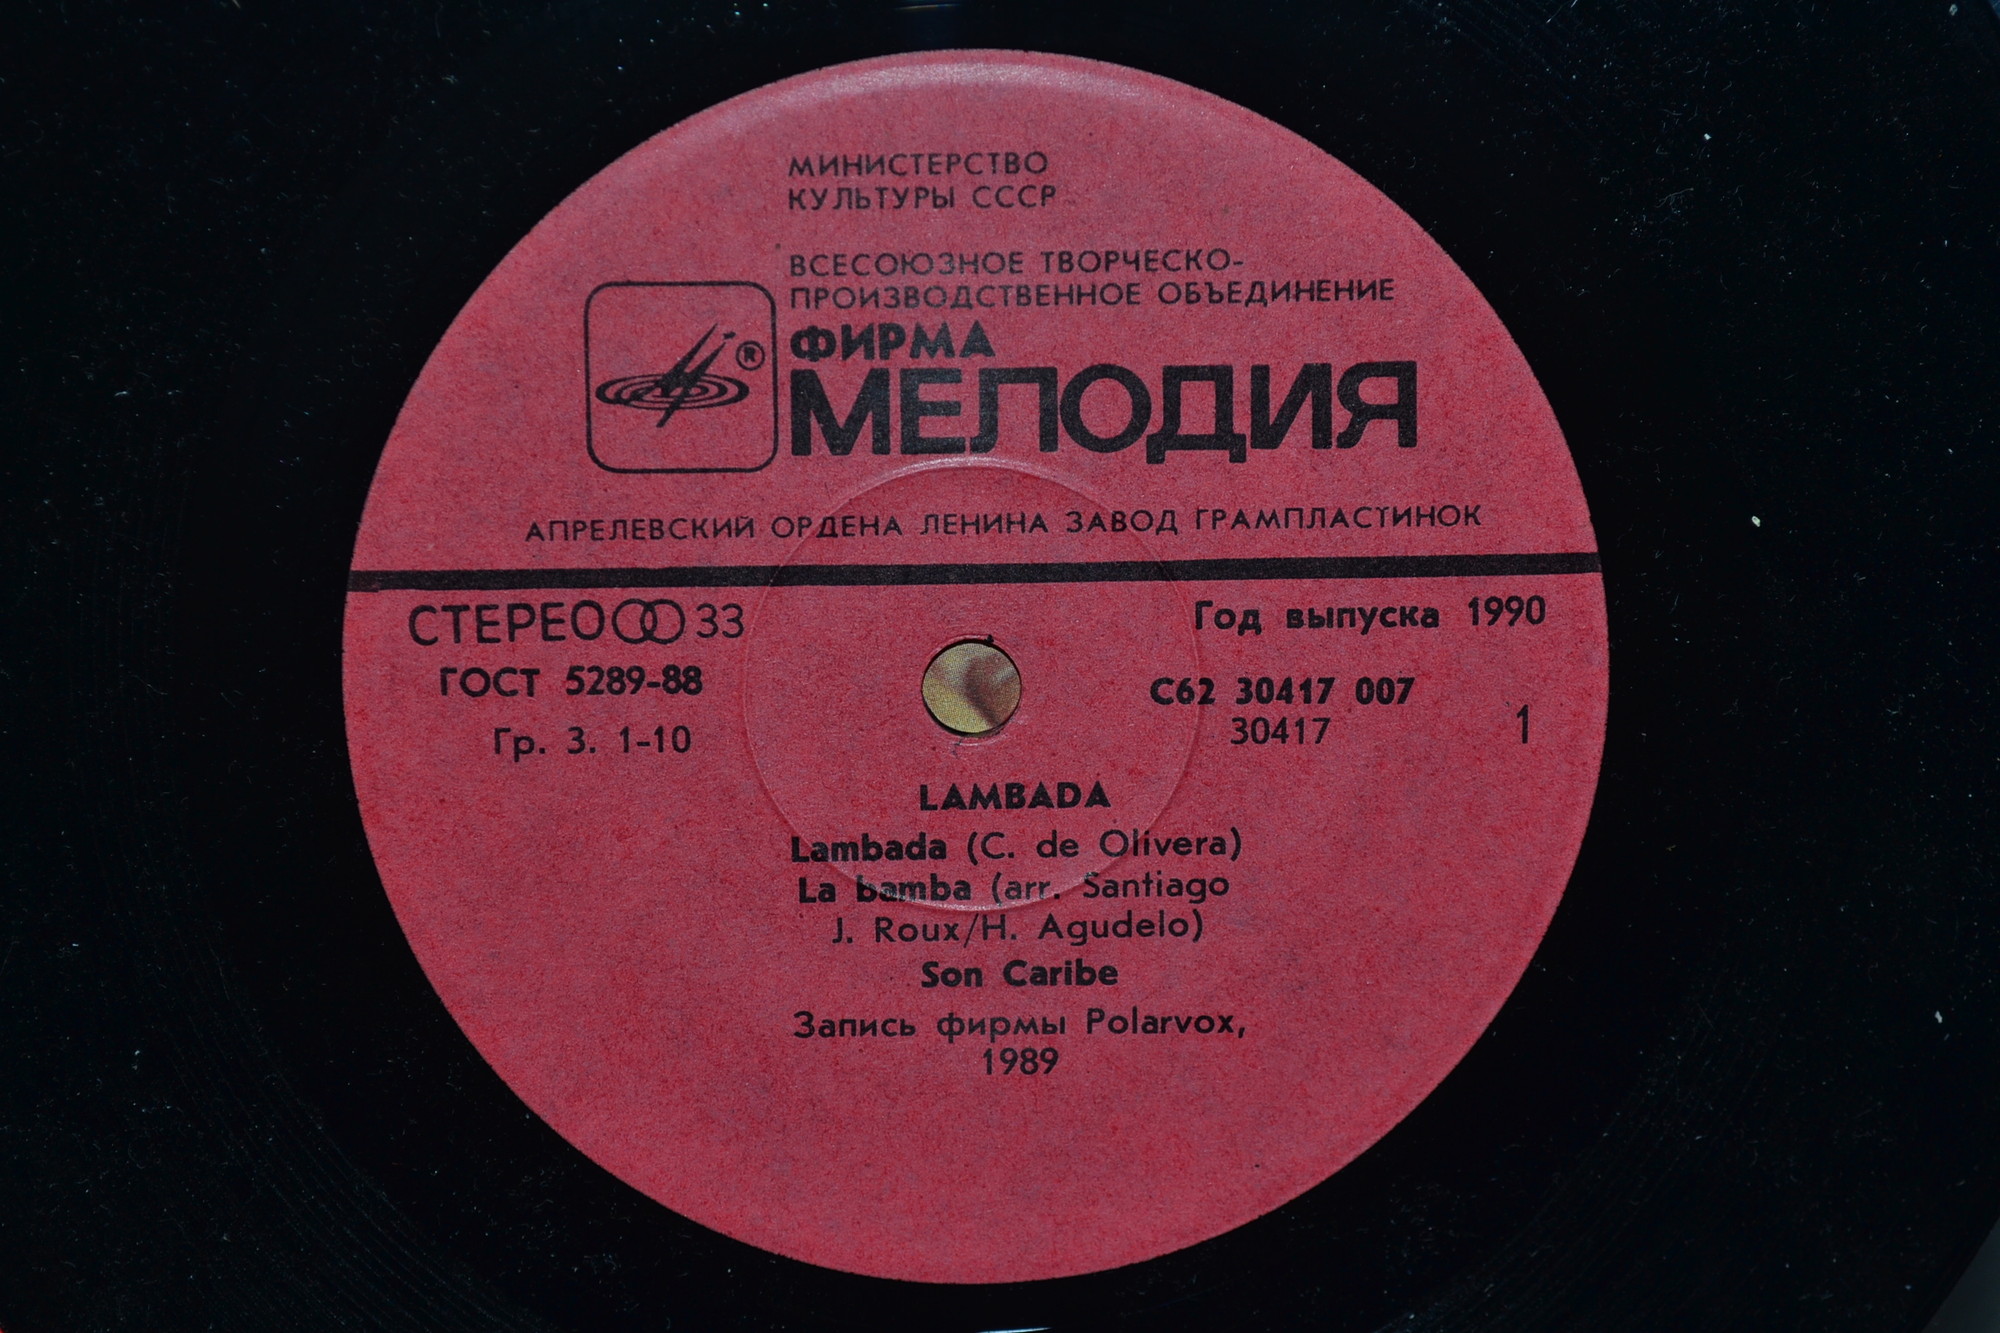 МИНИСТЕРСТВО
КУЛЬТУРЫ СССР
ВСЕСОЮЗНОЕ ТВОРЧЕСКО-
ПРОИЗВОДСТВЕННОЕ ОБЪЕДИНЕНИЕ
ФИРМА
®
МЕЛОДИЯ
АПРЕЛЕВСКИЙ ОРДЕНА ЛЕНИНА ЗАВОД ГРАМПЛАСТИНОК
СТЕРЕО 33
Год выпуска 1990
ГОСТ 5289-88
С62 30417 007
Гр. 3. 1-10
30417
1
LAMBADA
Lambada (C. de Olivera)
La bamba (arr. Santiago
J. Roux/H. Agudelo)
Son Caribe
Запись фирмы Polarvox,
1989